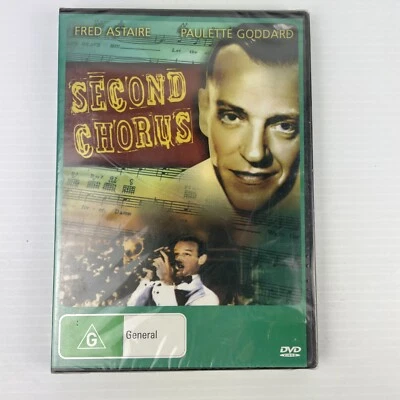 FRED ASTAIRE PAULETTE GODDARD
SECOND
CHORUS
G
General
DVD